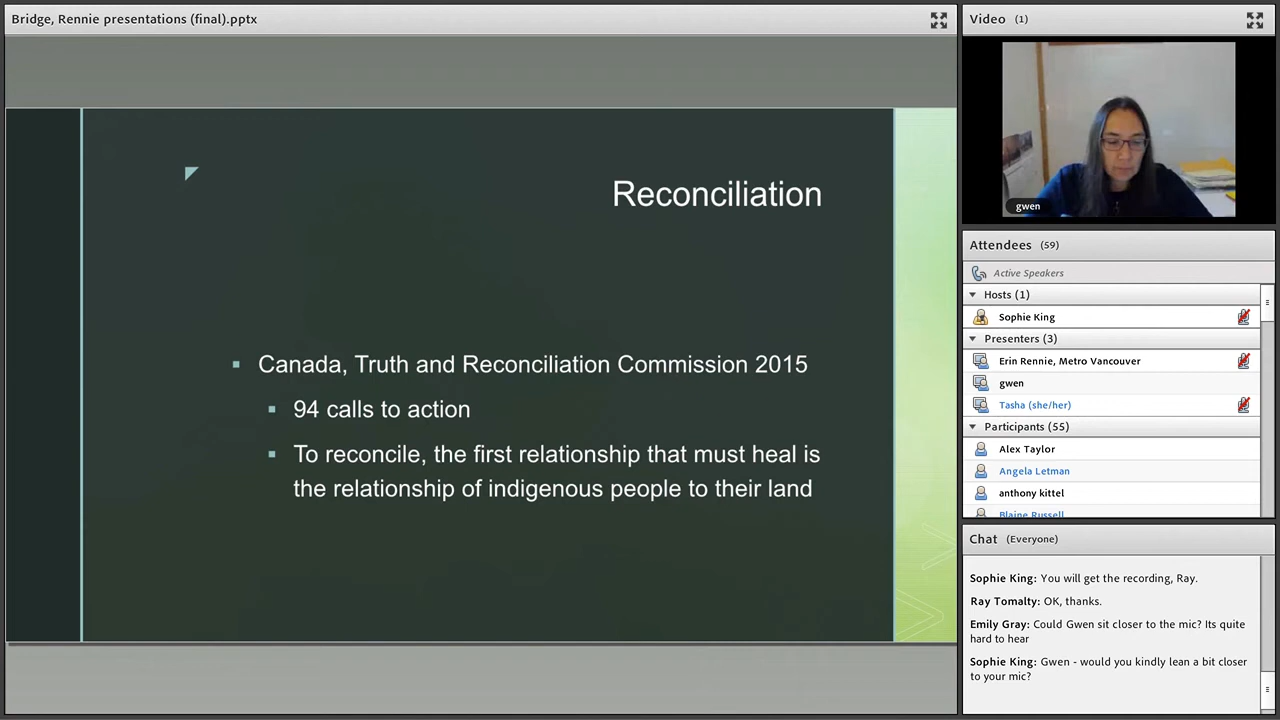 Bridge, Rennie presentations (final).pptx
Reconciliation
Canada, Truth and Reconciliation Commission 2015
94 calls to action
To reconcile, the first relationship that must heal is
the relationship of indigenous people to their land
Video (1)
gwen
Attendees (59)
Active Speakers
Hosts (1)
Sophie King
Presenters (3)
Erin Rennie, Metro Vancouver
gwen
Tasha (she/her)
Participants (55)
Alex Taylor
Angela Letman
anthony kittel
Blaine Russell
Chat (Everyone)
Sophie King: You will get the recording, Ray.
Ray Tomalty: OK, thanks.
Emily Gray: Could Gwen sit closer to the mic? Its quite
hard to hear
Sophie King: Gwen - would you kindly lean a bit closer
to your mic?